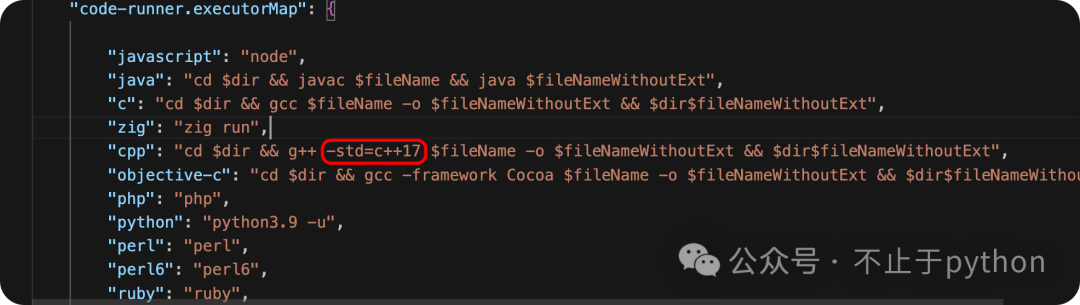 "code-runner.executorMap": {
"javascript": "node",
"java": "cd $dir && javac $fileName && java $fileNameWithoutExt",
"c": "cd $dir && gcc $fileName -o $fileNameWithoutExt && $dir$fileNameWithoutExt",
"zig": "zig run",
"cpp": "cd $dir && g++ -std=c++17 $fileName -o $fileNameWithoutExt && $dir$fileNameWithoutExt",
"objective-c": "cd $dir && gcc -framework Cocoa $fileName -o $fileNameWithoutExt && $dir$fileNameWithou
"php": "php",
"python": "python3.9 -u",
"perl": "perl",
"perl6": "perl6",
"ruby": "ruby",
公众号 · 不止于python